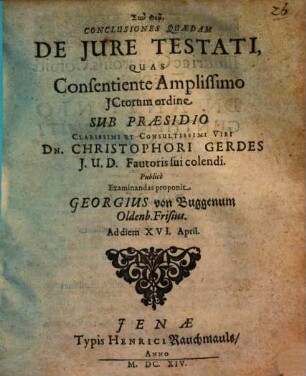 Σὺν Θεῷ.
CONCLUSIONES QUÆDAM
DE JURE TESTATI,
QUAS
Consentiente Amplissimo
JCtorum ordine
SUB PRÆSIDIO
CLARISSIMI ET CONSULTISSIMI VIRI
DN. CHRISTOPHORI GERDES
J. U. D. Fautoris sui colendi.
Publicè
Examinandas proponit
GEORGIUS von Buggenum
Oldenb. Frisius.
Ad diem XVI. April.
JENÆ
Typis HENRICI Rauchmauls/
ANNO
M. DC. XIV.